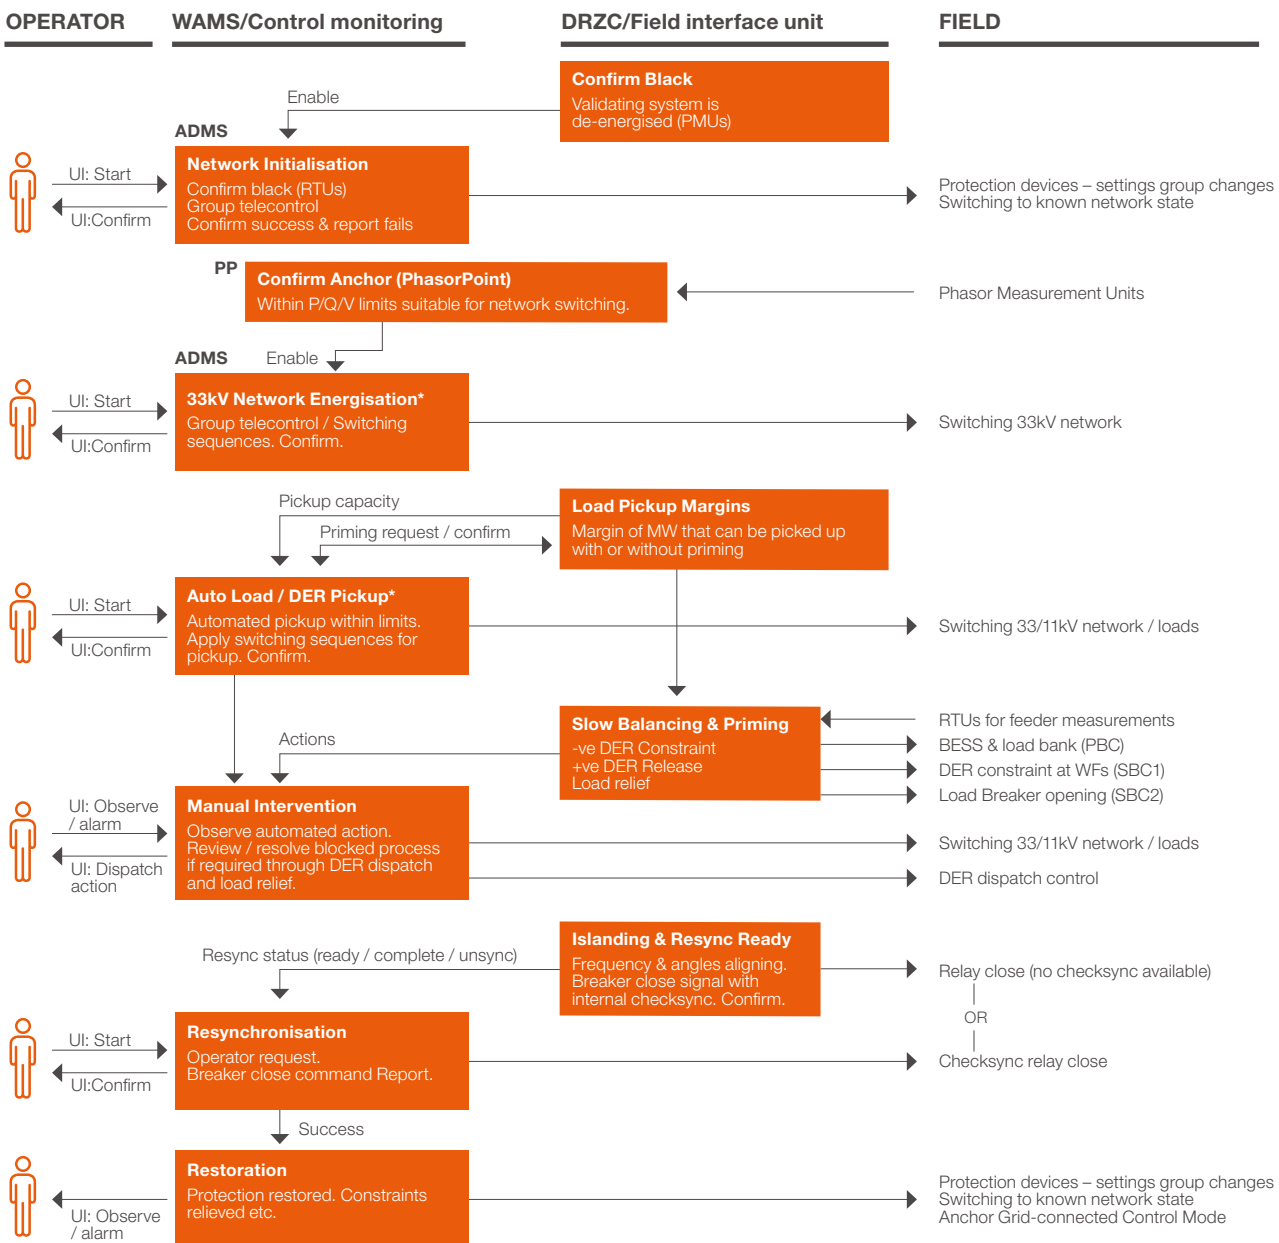 OPERATOR
WAMS/Control monitoring
DRZC/Field interface unit
FIELD
Confirm Black
Validating system is
de-energised (PMUs)
Enable
ADMS
Network Initialisation
Confirm black (RTUs)
Group telecontrol
Confirm success & report fails
UI: Start
UI:Confirm
Protection devices – settings group changes
Switching to known network state
PP
Confirm Anchor (PhasorPoint)
Within P/Q/V limits suitable for network switching.
Phasor Measurement Units
ADMS
Enable
33kV Network Energisation*
Group telecontrol / Switching
sequences. Confirm.
UI: Start
UI:Confirm
Switching 33kV network
Pickup capacity
Priming request / confirm
Load Pickup Margins
Margin of MW that can be picked up
with or without priming
Auto Load / DER Pickup*
Automated pickup within limits.
Apply switching sequences for
pickup. Confirm.
UI: Start
UI:Confirm
Switching 33/11kV network / loads
Slow Balancing & Priming
-ve DER Constraint
+ve DER Release
Load relief
Actions
RTUs for feeder measurements
BESS & load bank (PBC)
DER constraint at WFs (SBC1)
Load Breaker opening (SBC2)
Manual Intervention
Observe automated action.
Review / resolve blocked process
if required through DER dispatch
and load relief.
UI: Observe
/ alarm
UI: Dispatch
action
Switching 33/11kV network / loads
DER dispatch control
Islanding & Resync Ready
Frequency & angles aligning.
Breaker close signal with
internal checksync. Confirm.
Resync status (ready / complete / unsync)
Relay close (no checksync available)
OR
Checksync relay close
Resynchronisation
Operator request.
Breaker close command Report.
UI: Start
UI:Confirm
Success
Restoration
Protection restored. Constraints
relieved etc.
UI: Observe
/ alarm
Protection devices – settings group changes
Switching to known network state
Anchor Grid-connected Control Mode